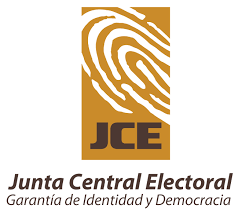 JCE
Junta Central Electoral
Garantía de Identidad y Democracia